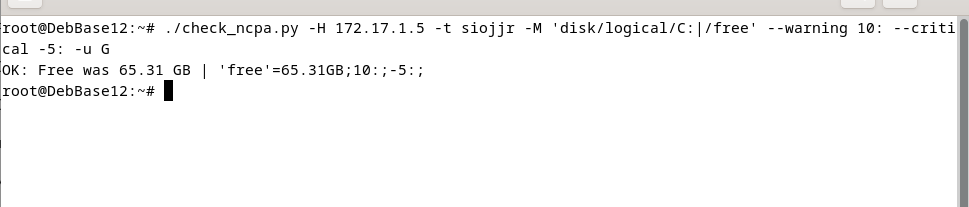 root@DebBase12:~# ./check_ncpa.py -H 172.17.1.5 -t siojjr -M 'disk/logical/C:|/free' --warning 10: --criti
cal -5: -u G
OK: Free was 65.31 GB | 'free'=65.31GB;10:;-5:;
root@DebBase12:~#